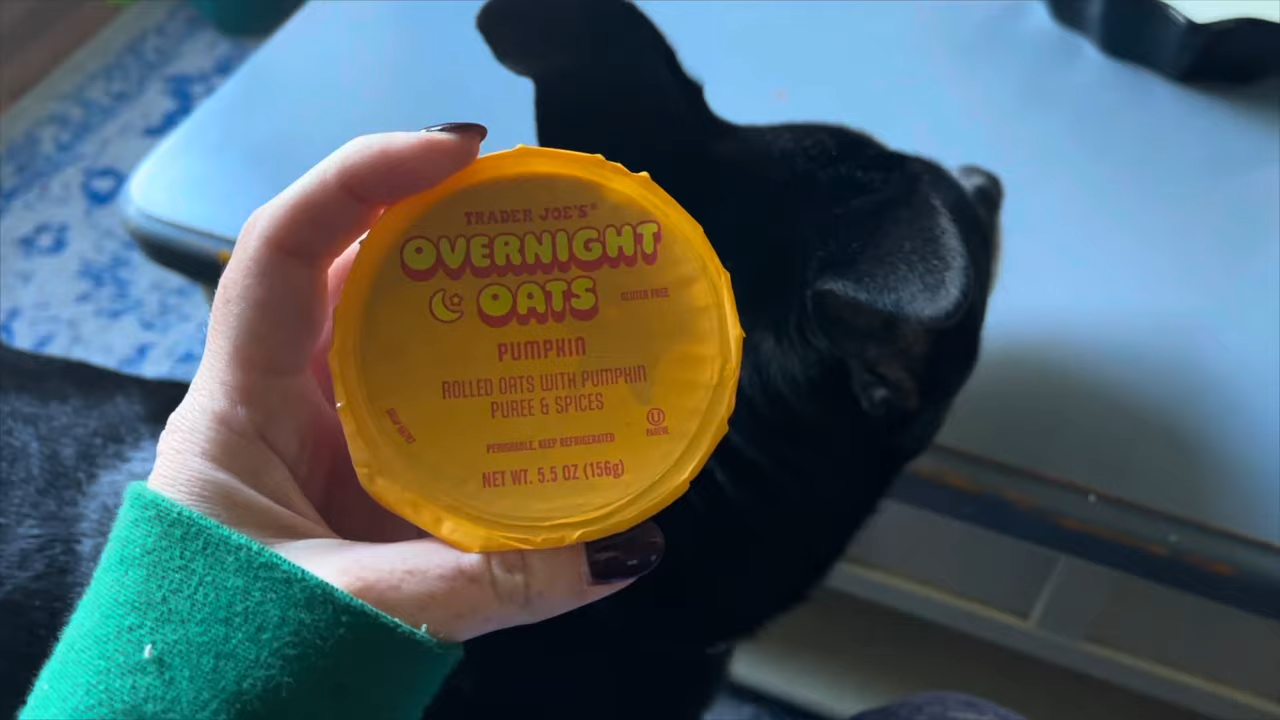 TRADER JOE'S®
OVERNIGHT
OATS
GLUTEN FREE
PUMPKIN
ROLLED OATS WITH PUMPKIN
PUREE & SPICES
U
PAREVE
PERISHABLE, KEEP REFRIGERATED
NET WT. 5.5 OZ (156g)